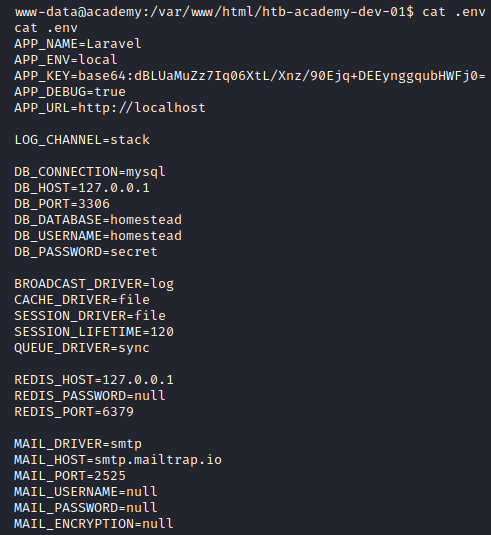 www-data@academy:/var/www/html/htb-academy-dev-01$ cat .env
cat .env
APP_NAME=Laravel
APP_ENV=local
APP_KEY=base64:dBLUaMuZz7Iq06XtL/Xnz/90Ejq+DEEynggqubHWFj0=
APP_DEBUG=true
APP_URL=http://localhost
LOG_CHANNEL=stack
DB_CONNECTION=mysql
DB_HOST=127.0.0.1
DB_PORT=3306
DB_DATABASE=homestead
DB_USERNAME=homestead
DB_PASSWORD=secret
BROADCAST_DRIVER=log
CACHE_DRIVER=file
SESSION_DRIVER=file
SESSION_LIFETIME=120
QUEUE_DRIVER=sync
REDIS_HOST=127.0.0.1
REDIS_PASSWORD=null
REDIS_PORT=6379
MAIL_DRIVER=smtp
MAIL_HOST=smtp.mailtrap.io
MAIL_PORT=2525
MAIL_USERNAME=null
MAIL_PASSWORD=null
MAIL_ENCRYPTION=null